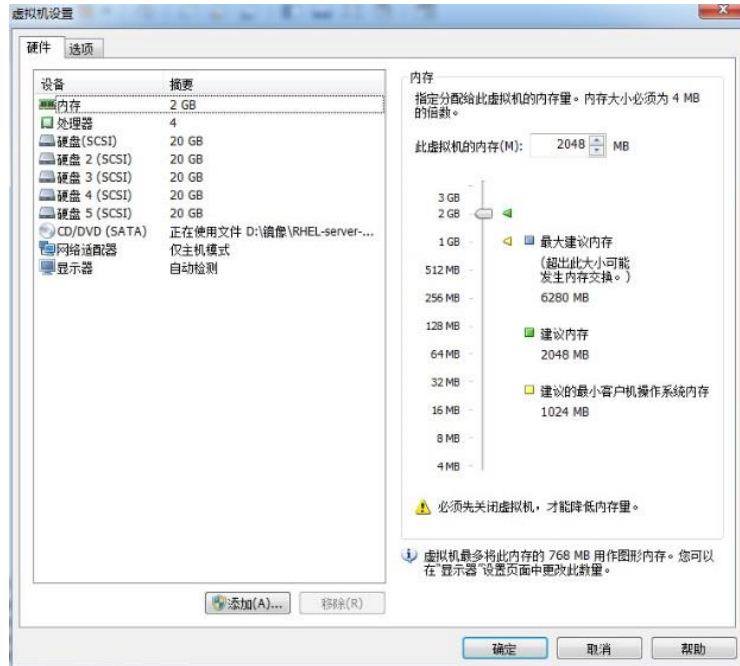 虚拟机设置
硬件 选项
设备 摘要
内存 2 GB
处理器 4
硬盘(SCSI) 20 GB
硬盘 2 (SCSI) 20 GB
硬盘 3 (SCSI) 20 GB
硬盘 4 (SCSI) 20 GB
硬盘 5 (SCSI) 20 GB
CD/DVD (SATA) 正在使用文件 D:\镜像\RHEL-server-...
网络适配器 仅主机模式
显示器 自动检测
添加(A)... 移除(R)
内存
指定分配给此虚拟机的内存量。内存大小必须为 4 MB
的倍数。
此虚拟机的内存(M): 2048 MB
3 GB
2 GB
1 GB
512 MB
256 MB
128 MB
64 MB
32 MB
16 MB
8 MB
4 MB
最大建议内存
(超出此大小可能
发生内存交换。)
6280 MB
建议内存
2048 MB
建议的最小客户机操作系统内存
1024 MB
必须先关闭虚拟机，才能降低内存量。
虚拟机最多将此内存的 768 MB 用作图形内存。您可以
在"显示器"设置页面中更改此数量。
确定 取消 帮助